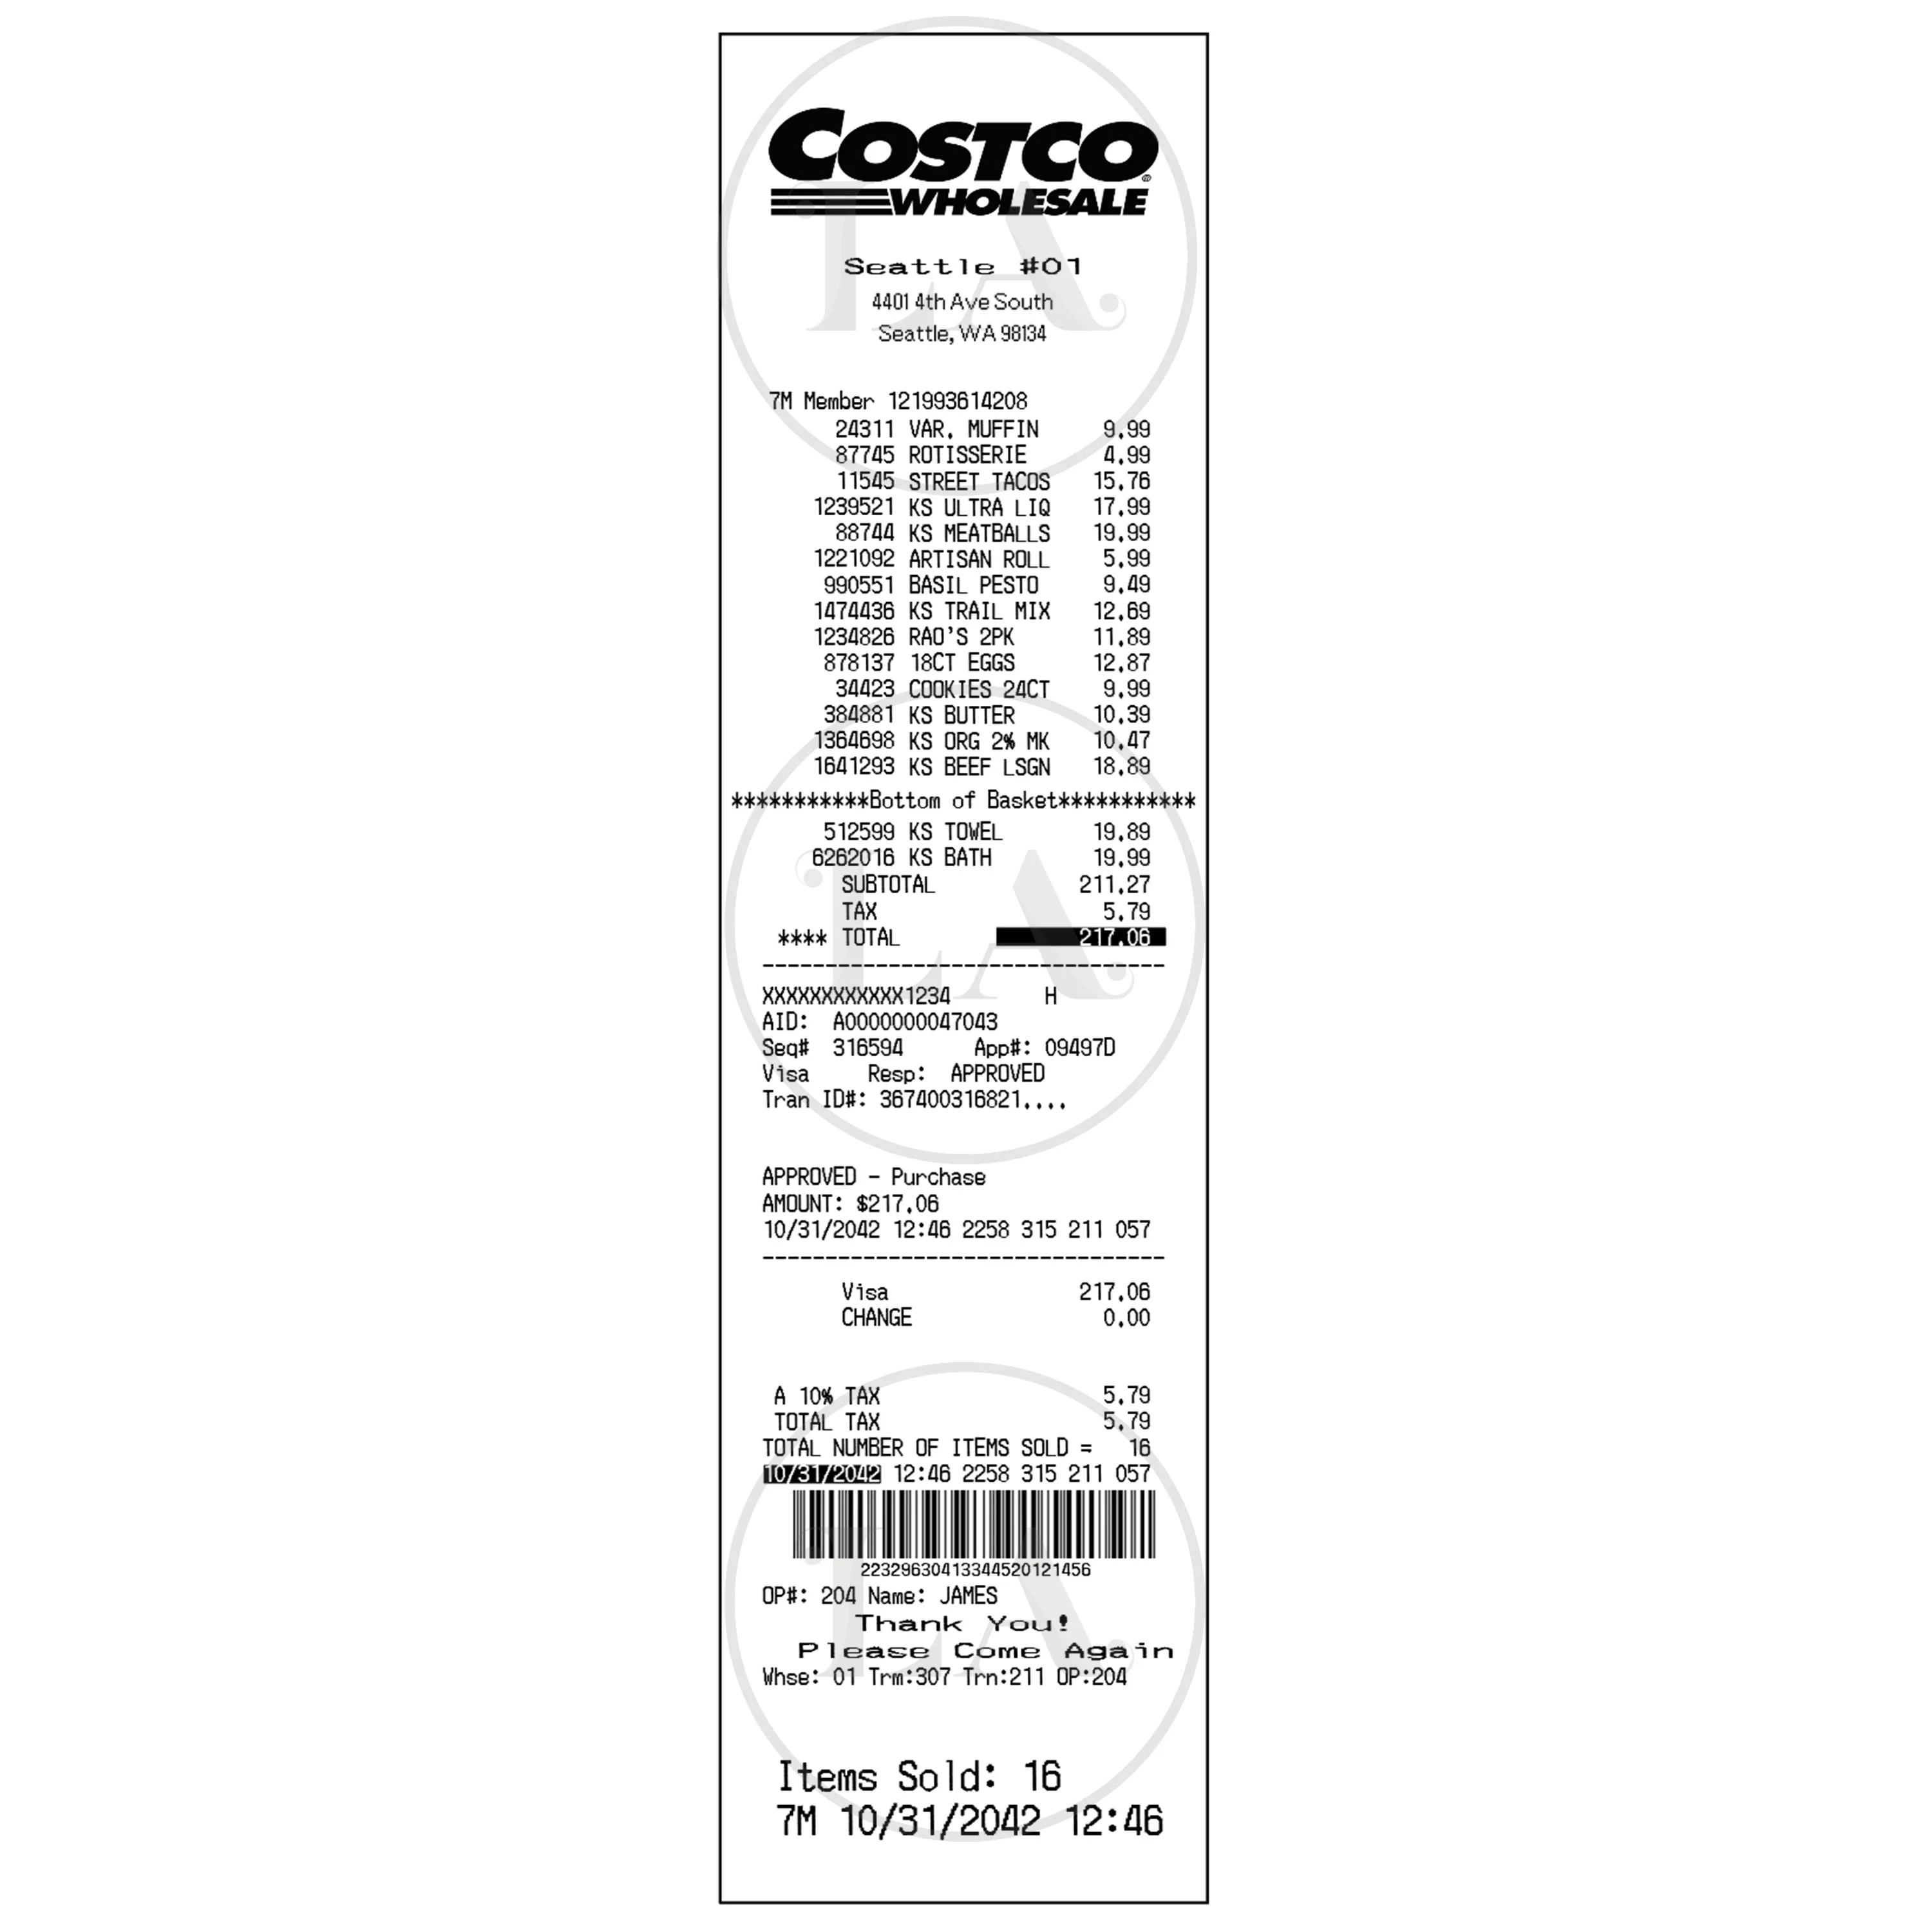 COSTCO
WHOLESALE
Seattle #01
4401 4th Ave South
Seattle, WA 98134
7M Member 121993614208
24311 VAR. MUFFIN 9.99
87745 ROTISSERIE 4.99
11545 STREET TACOS 15.76
1239521 KS ULTRA LIQ 17.99
88744 KS MEATBALLS 19.99
1221092 ARTISAN ROLL 5.99
990551 BASIL PESTO 9.49
1474436 KS TRAIL MIX 12.69
1234826 RAO'S 2PK 11.89
878137 18CT EGGS 12.87
34423 COOKIES 24CT 9.99
384881 KS BUTTER 10.39
1364698 KS ORG 2% MK 10.47
1641293 KS BEEF LSGN 18.89
***********Bottom of Basket***********
512599 KS TOWEL 19.89
6262016 KS BATH 19.99
SUBTOTAL 211.27
TAX 5.79
**** TOTAL 217.06
--------------------------------
XXXXXXXXXXXX1234 H
AID: A0000000047043
Seq# 316594 App#: 09497D
Visa Resp: APPROVED
Tran ID#: 367400316821....
APPROVED - Purchase
AMOUNT: $217.06
10/31/2042 12:46 2258 315 211 057
--------------------------------
Visa 217.06
CHANGE 0.00
A 10% TAX 5.79
TOTAL TAX 5.79
TOTAL NUMBER OF ITEMS SOLD = 16
10/31/2042 12:46 2258 315 211 057
22329630413344520121456
OP#: 204 Name: JAMES
Thank You!
Please Come Again
Whse: 01 Trm:307 Trn:211 OP:204
Items Sold: 16
7M 10/31/2042 12:46
LA
LA
LA